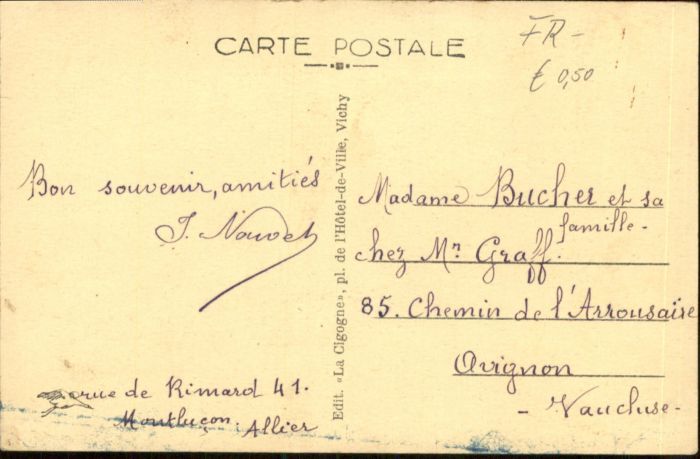 CARTE POSTALE
FR-
€ 0,50
Bon souvenir, amitiés
J. Nouvet
rue de Rimard 41.
Montluçon. Allier
Edit. «La Cigogne», pl. de l'Hôtel-de-Ville, Vichy
Madame Bucher et sa
famille-
chez Mr. Graff.
85. Chemin de l'Arrousaire
Avignon
- Vaucluse-